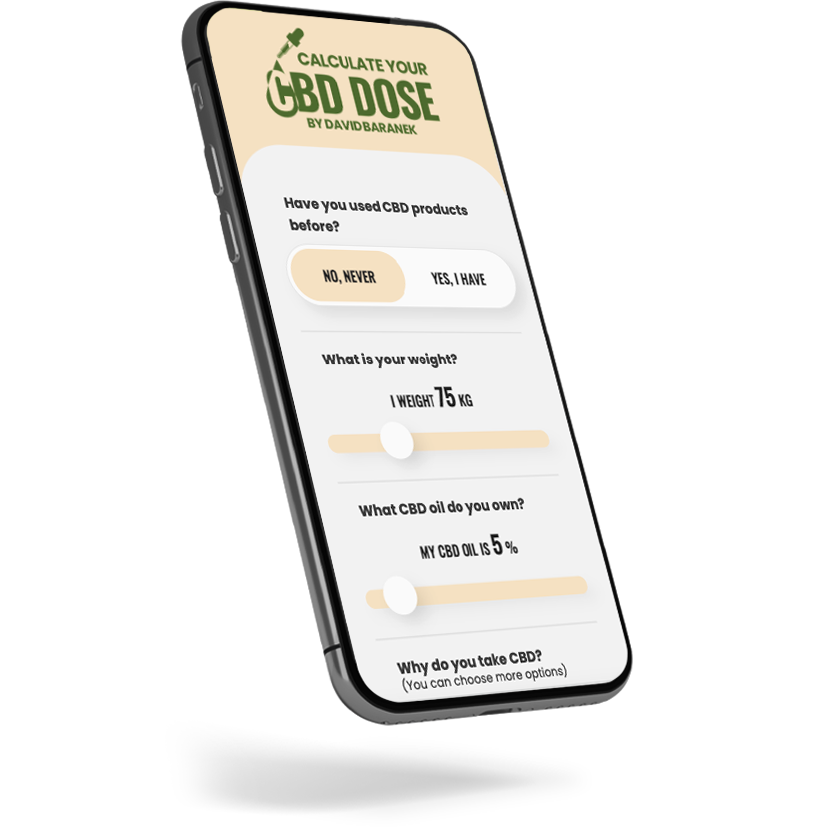 CALCULATE YOUR
CBD DOSE
BY DAVID BARANEK
Have you used CBD products
before?
NO, NEVER YES, I HAVE
What is your weight?
I WEIGHT 75 KG
What CBD oil do you own?
MY CBD OIL IS 5 %
Why do you take CBD?
(You can choose more options)